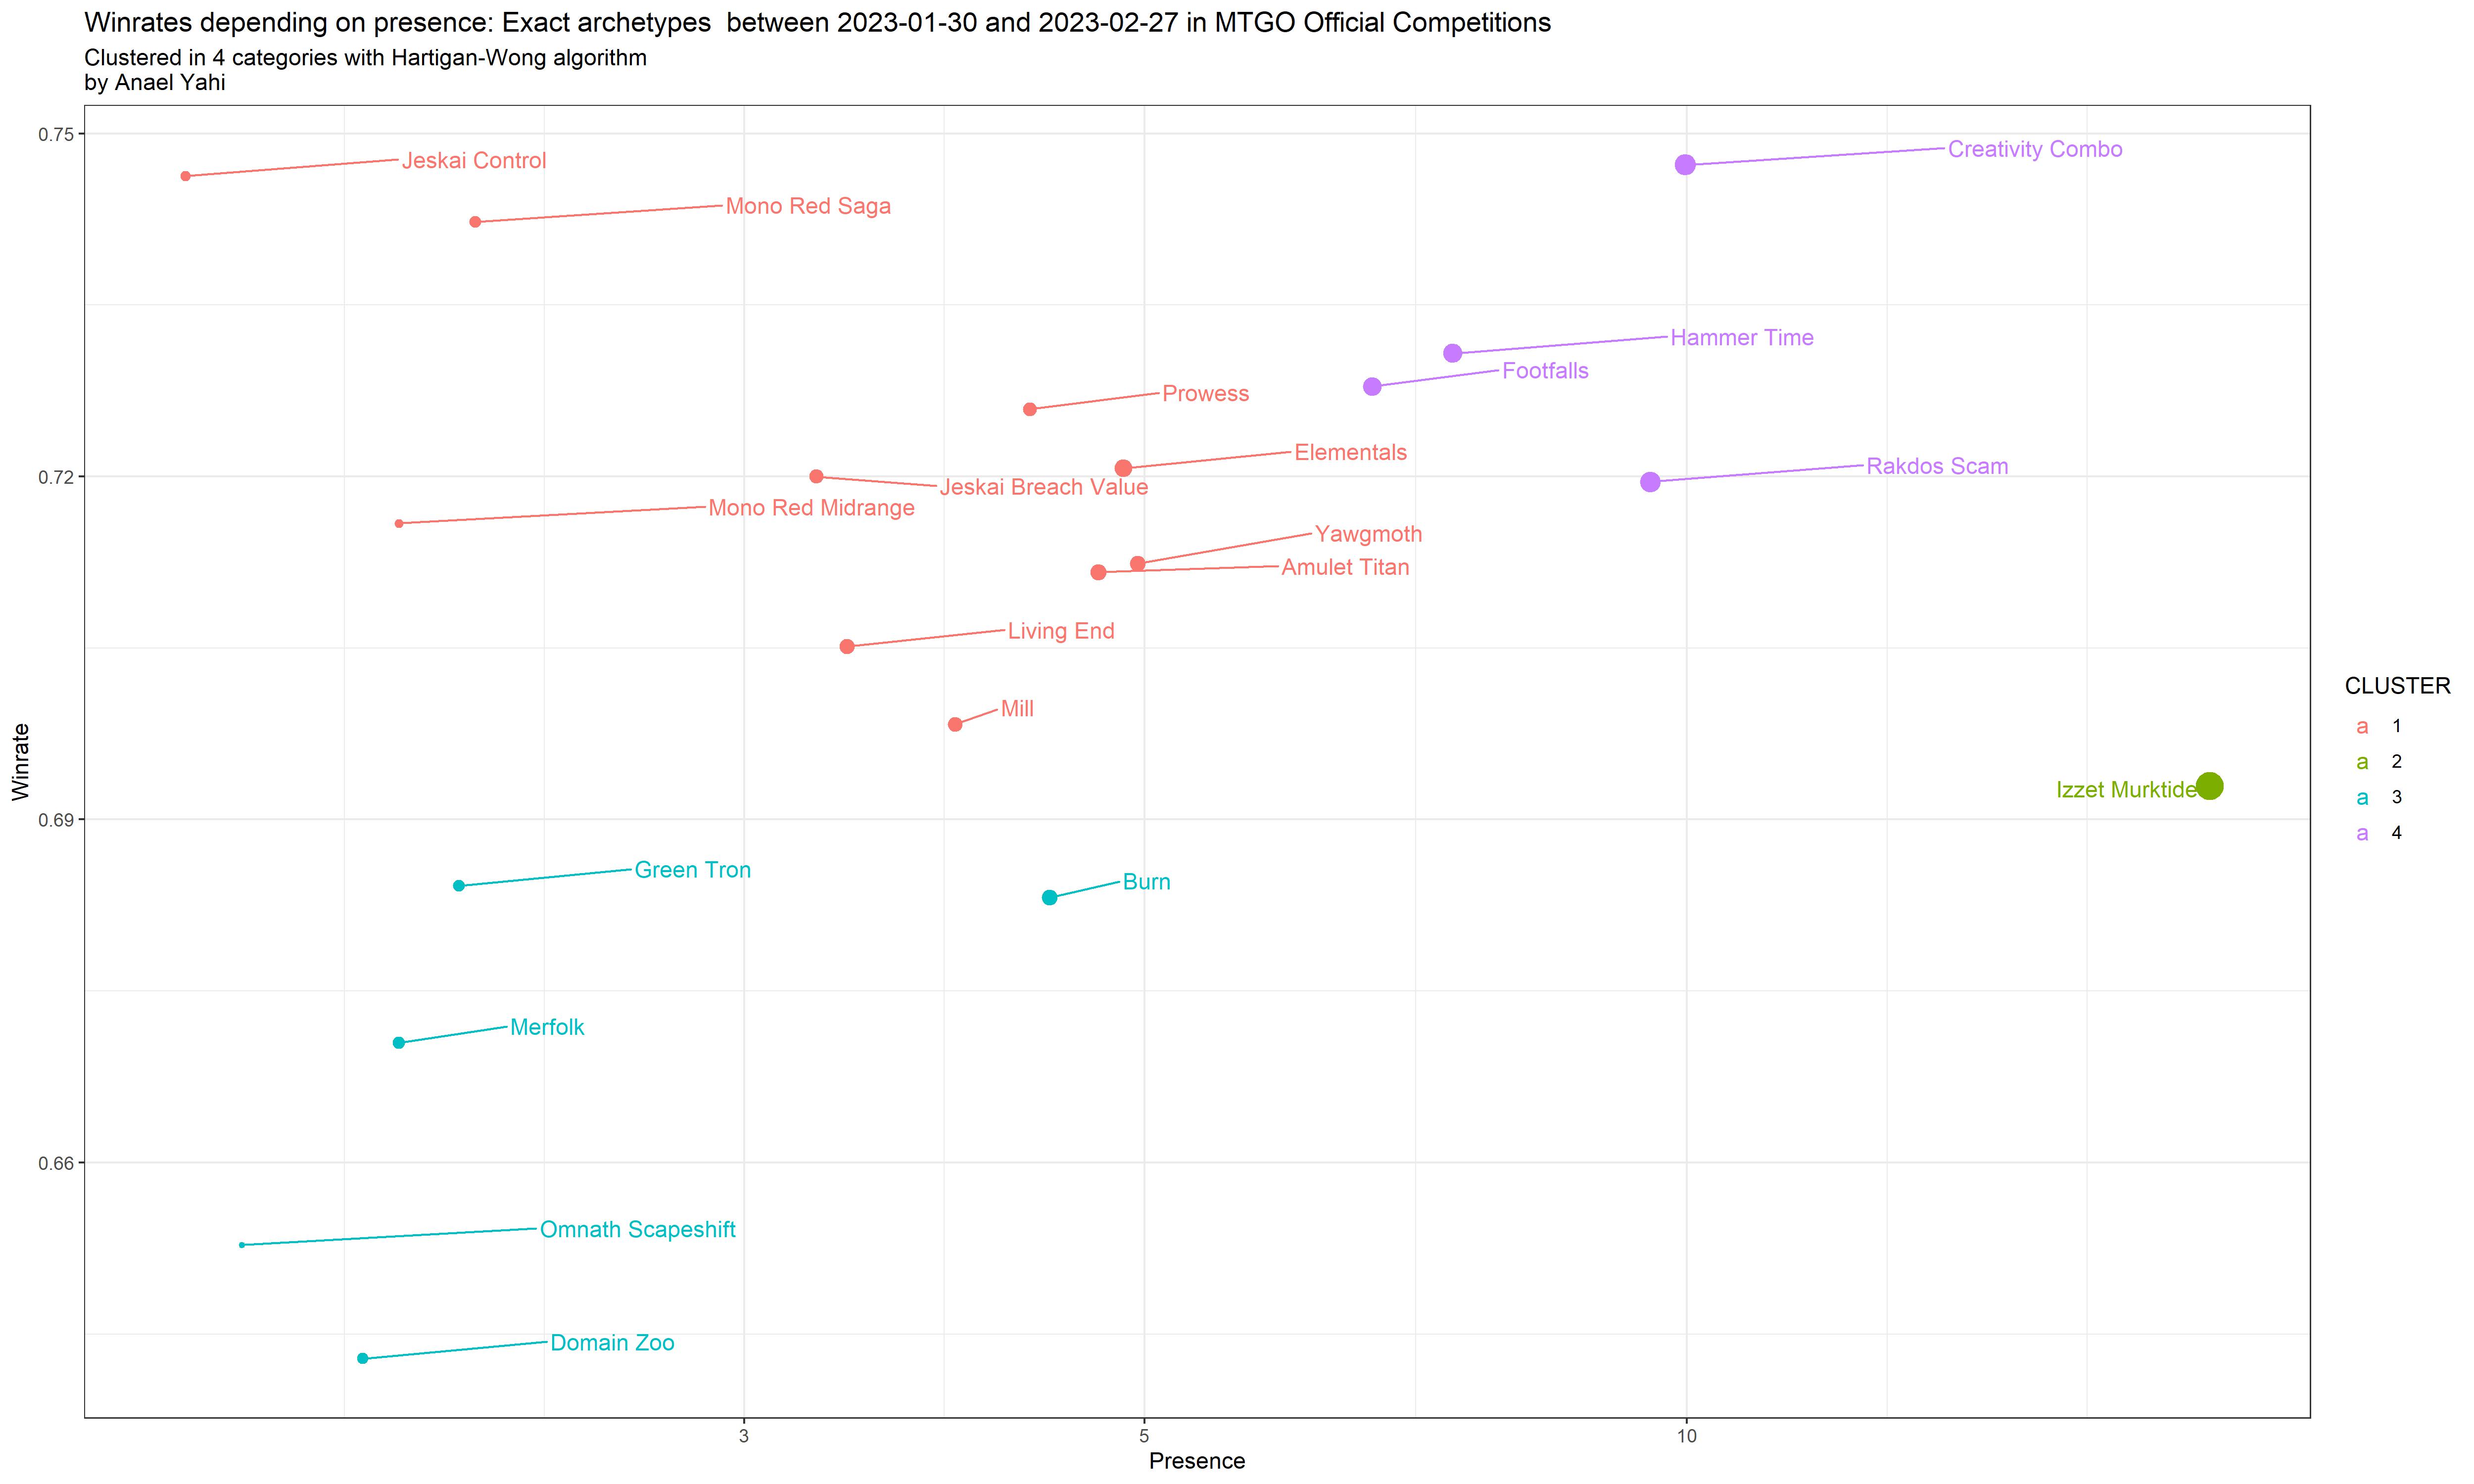 Winrates depending on presence: Exact archetypes  between 2023-01-30 and 2023-02-27 in MTGO Official Competitions
Clustered in 4 categories with Hartigan-Wong algorithm
by Anael Yahi
0.75
Creativity Combo
Jeskai Control
Mono Red Saga
Hammer Time
Footfalls
Prowess
Elementals
Rakdos Scam
0.72
Jeskai Breach Value
Mono Red Midrange
Yawgmoth
Amulet Titan
Living End
Mill
Winrate
Izzet Murktide
0.69
Green Tron
Burn
Merfolk
0.66
Omnath Scapeshift
Domain Zoo
3
5
10
Presence
CLUSTER
a 1
a 2
a 3
a 4